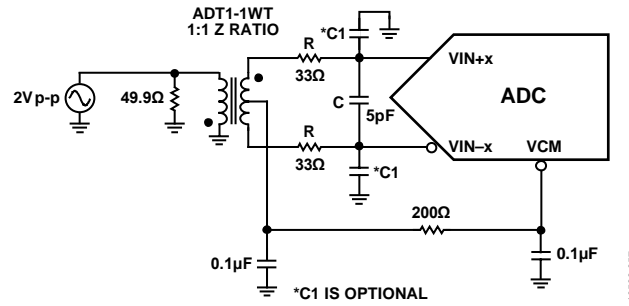 ADT1-1WT
1:1 Z RATIO
*C1
R
33Ω
VIN+x
2V p-p
49.9Ω
C
5pF
ADC
R
33Ω
*C1
VIN–x
VCM
200Ω
0.1µF
0.1µF
*C1 IS OPTIONAL